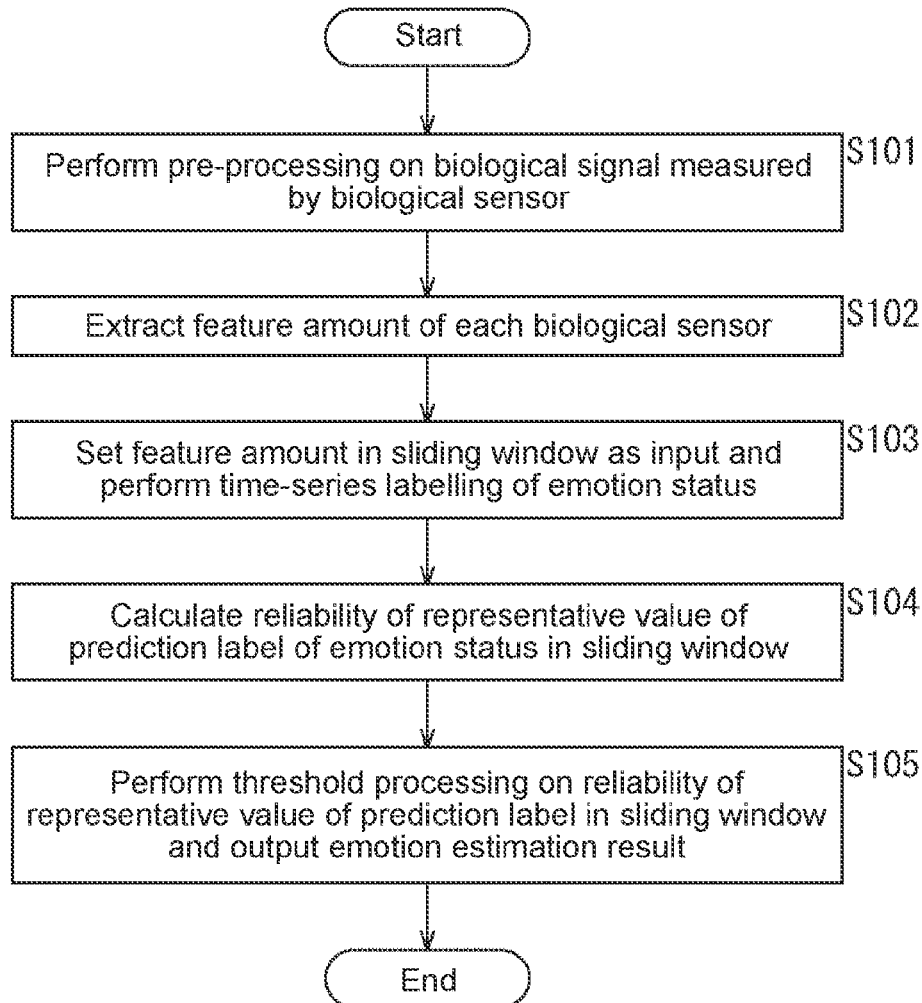 Start
S101
Perform pre-processing on biological signal measured
by biological sensor
S102
Extract feature amount of each biological sensor
S103
Set feature amount in sliding window as input and
perform time-series labelling of emotion status
S104
Calculate reliability of representative value of
prediction label of emotion status in sliding window
S105
Perform threshold processing on reliability of
representative value of prediction label in sliding window
and output emotion estimation result
End